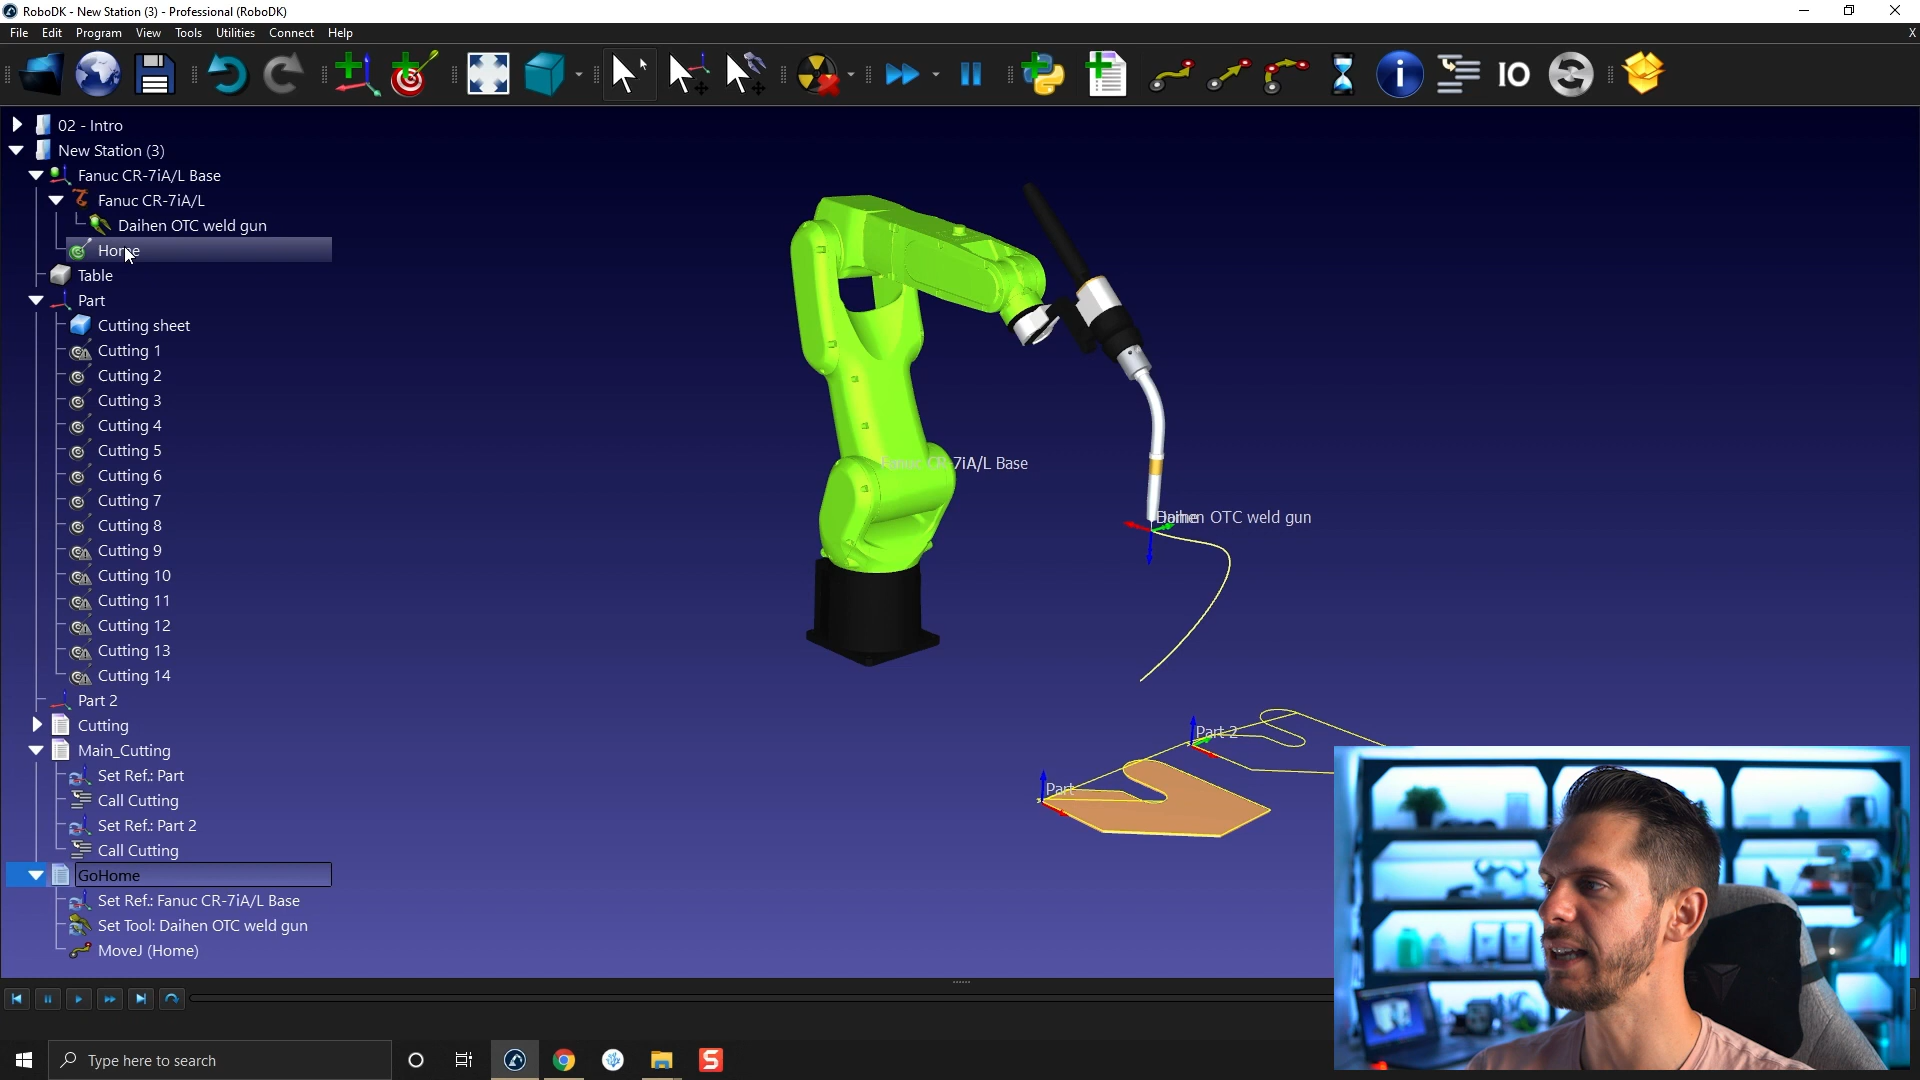 RoboDK - New Station (3) - Professional (RoboDK)
File Edit Program View Tools Utilities Connect Help X
IO
02 - Intro
New Station (3)
Fanuc CR-7iA/L Base
Fanuc CR-7iA/L
Daihen OTC weld gun
Home
Table
Part
Cutting sheet
Cutting 1
Cutting 2
Cutting 3
Cutting 4
Cutting 5
Cutting 6
Cutting 7
Cutting 8
Cutting 9
Cutting 10
Cutting 11
Cutting 12
Cutting 13
Cutting 14
Part 2
Cutting
Main_Cutting
Set Ref.: Part
Call Cutting
Set Ref.: Part 2
Call Cutting
GoHome
Set Ref.: Fanuc CR-7iA/L Base
Set Tool: Daihen OTC weld gun
MoveJ (Home)
Fanuc CR-7iA/L Base
Daihen OTC weld gun
Part 2
Part
Type here to search
S